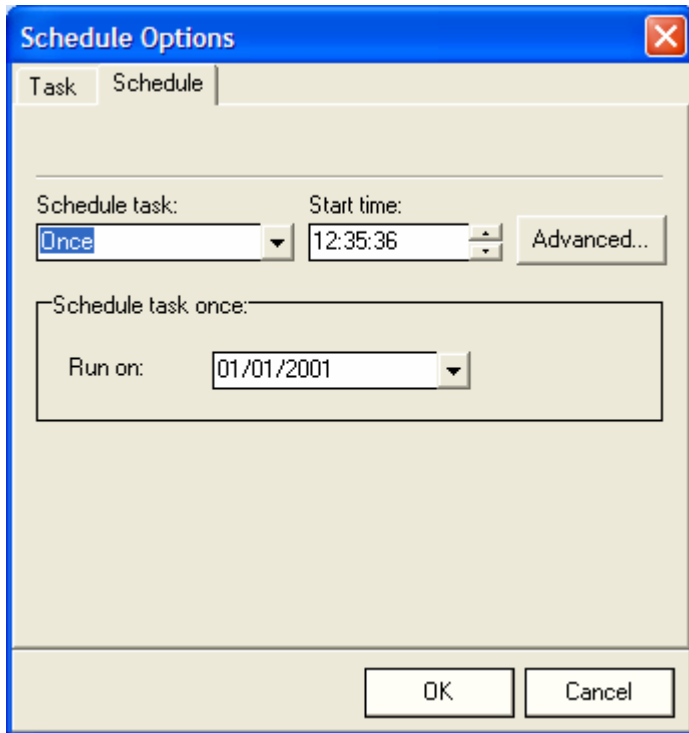 Schedule Options
Task Schedule
Schedule task: Start time:
Once 12:35:36 Advanced...
Schedule task once:
Run on: 01/01/2001
OK Cancel